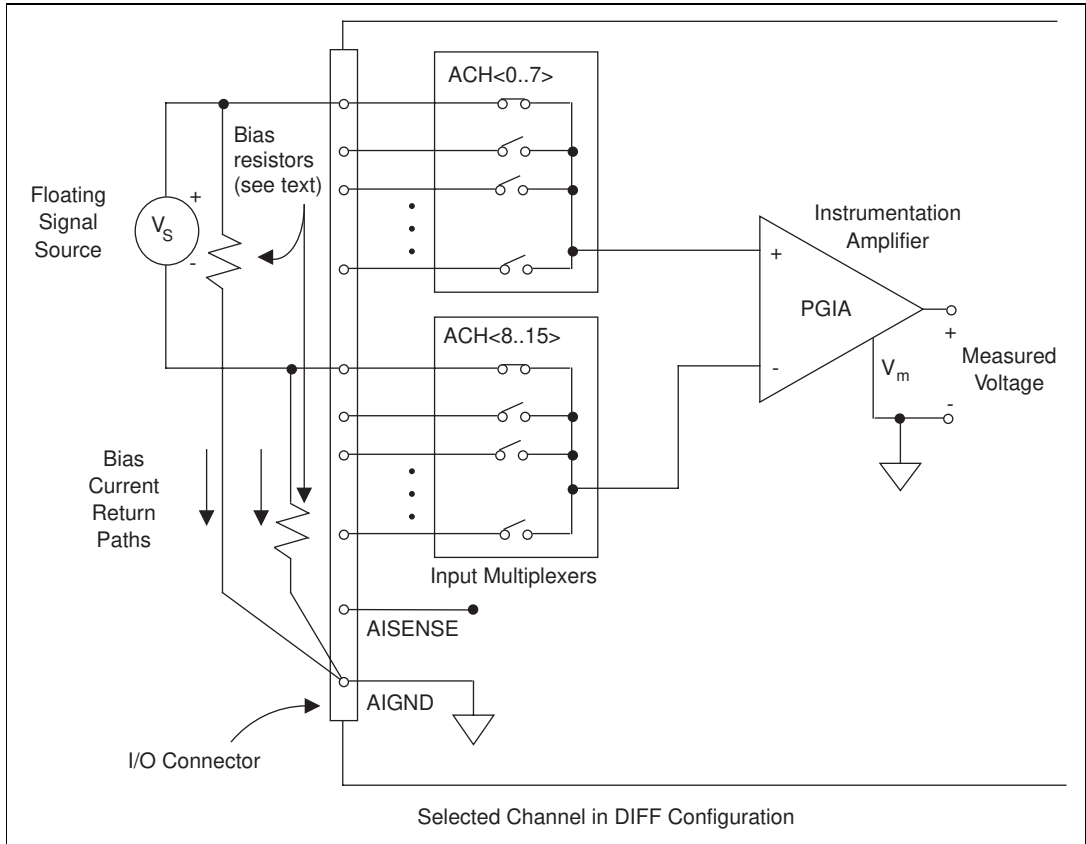 ACH<0..7>
Bias
resistors
(see text)
Floating
Signal
Source
+
V_S
-
Instrumentation
Amplifier
+
PGIA
-
+
Measured
Voltage
-
V_m
ACH<8..15>
Bias
Current
Return
Paths
Input Multiplexers
AISENSE
AIGND
I/O Connector
Selected Channel in DIFF Configuration